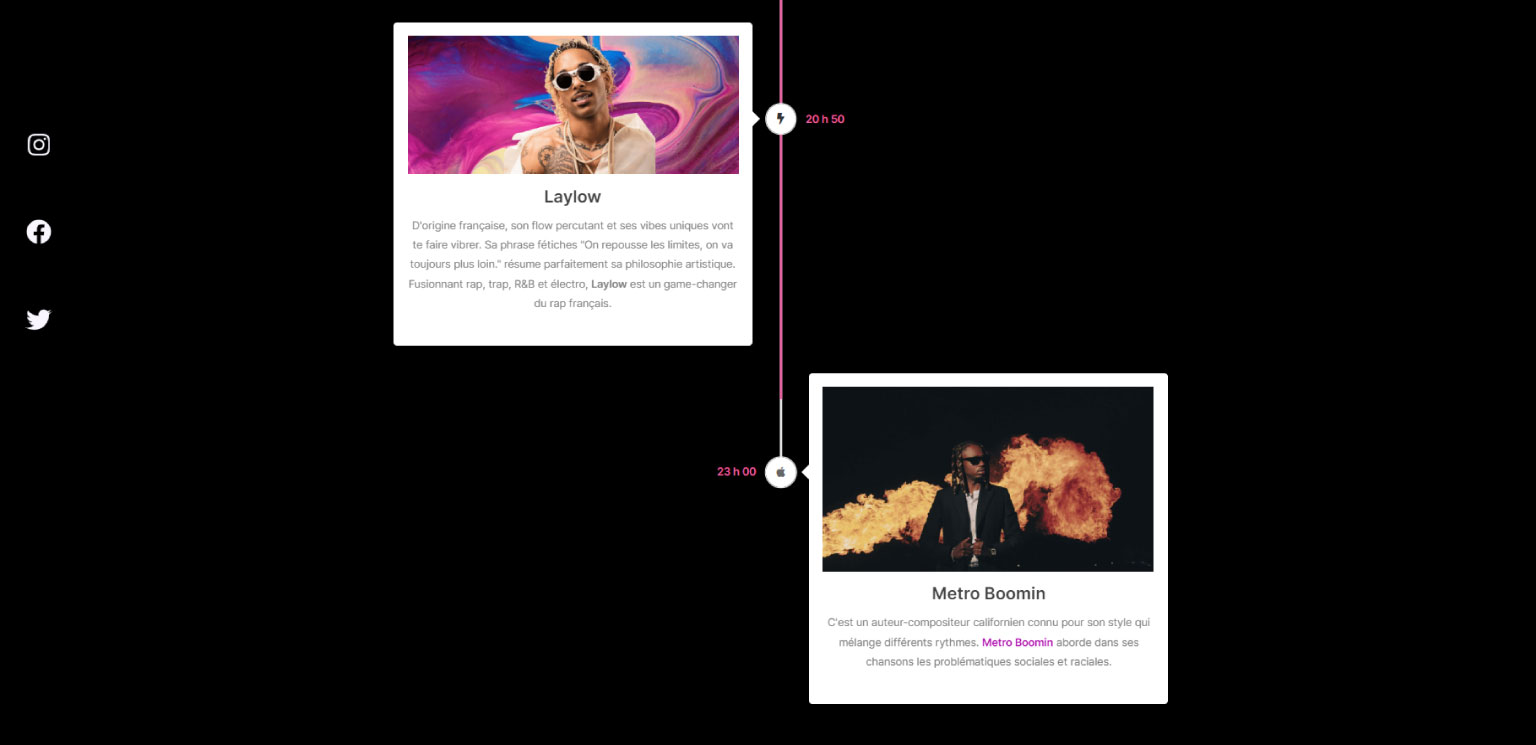 20 h 50
Laylow
D'origine française, son flow percutant et ses vibes uniques vont
te faire vibrer. Sa phrase fétiches "On repousse les limites, on va
toujours plus loin." résume parfaitement sa philosophie artistique.
Fusionnant rap, trap, R&B et électro, Laylow est un game-changer
du rap français.
23 h 00
Metro Boomin
C'est un auteur-compositeur californien connu pour son style qui
mélange différents rythmes. Metro Boomin aborde dans ses
chansons les problématiques sociales et raciales.